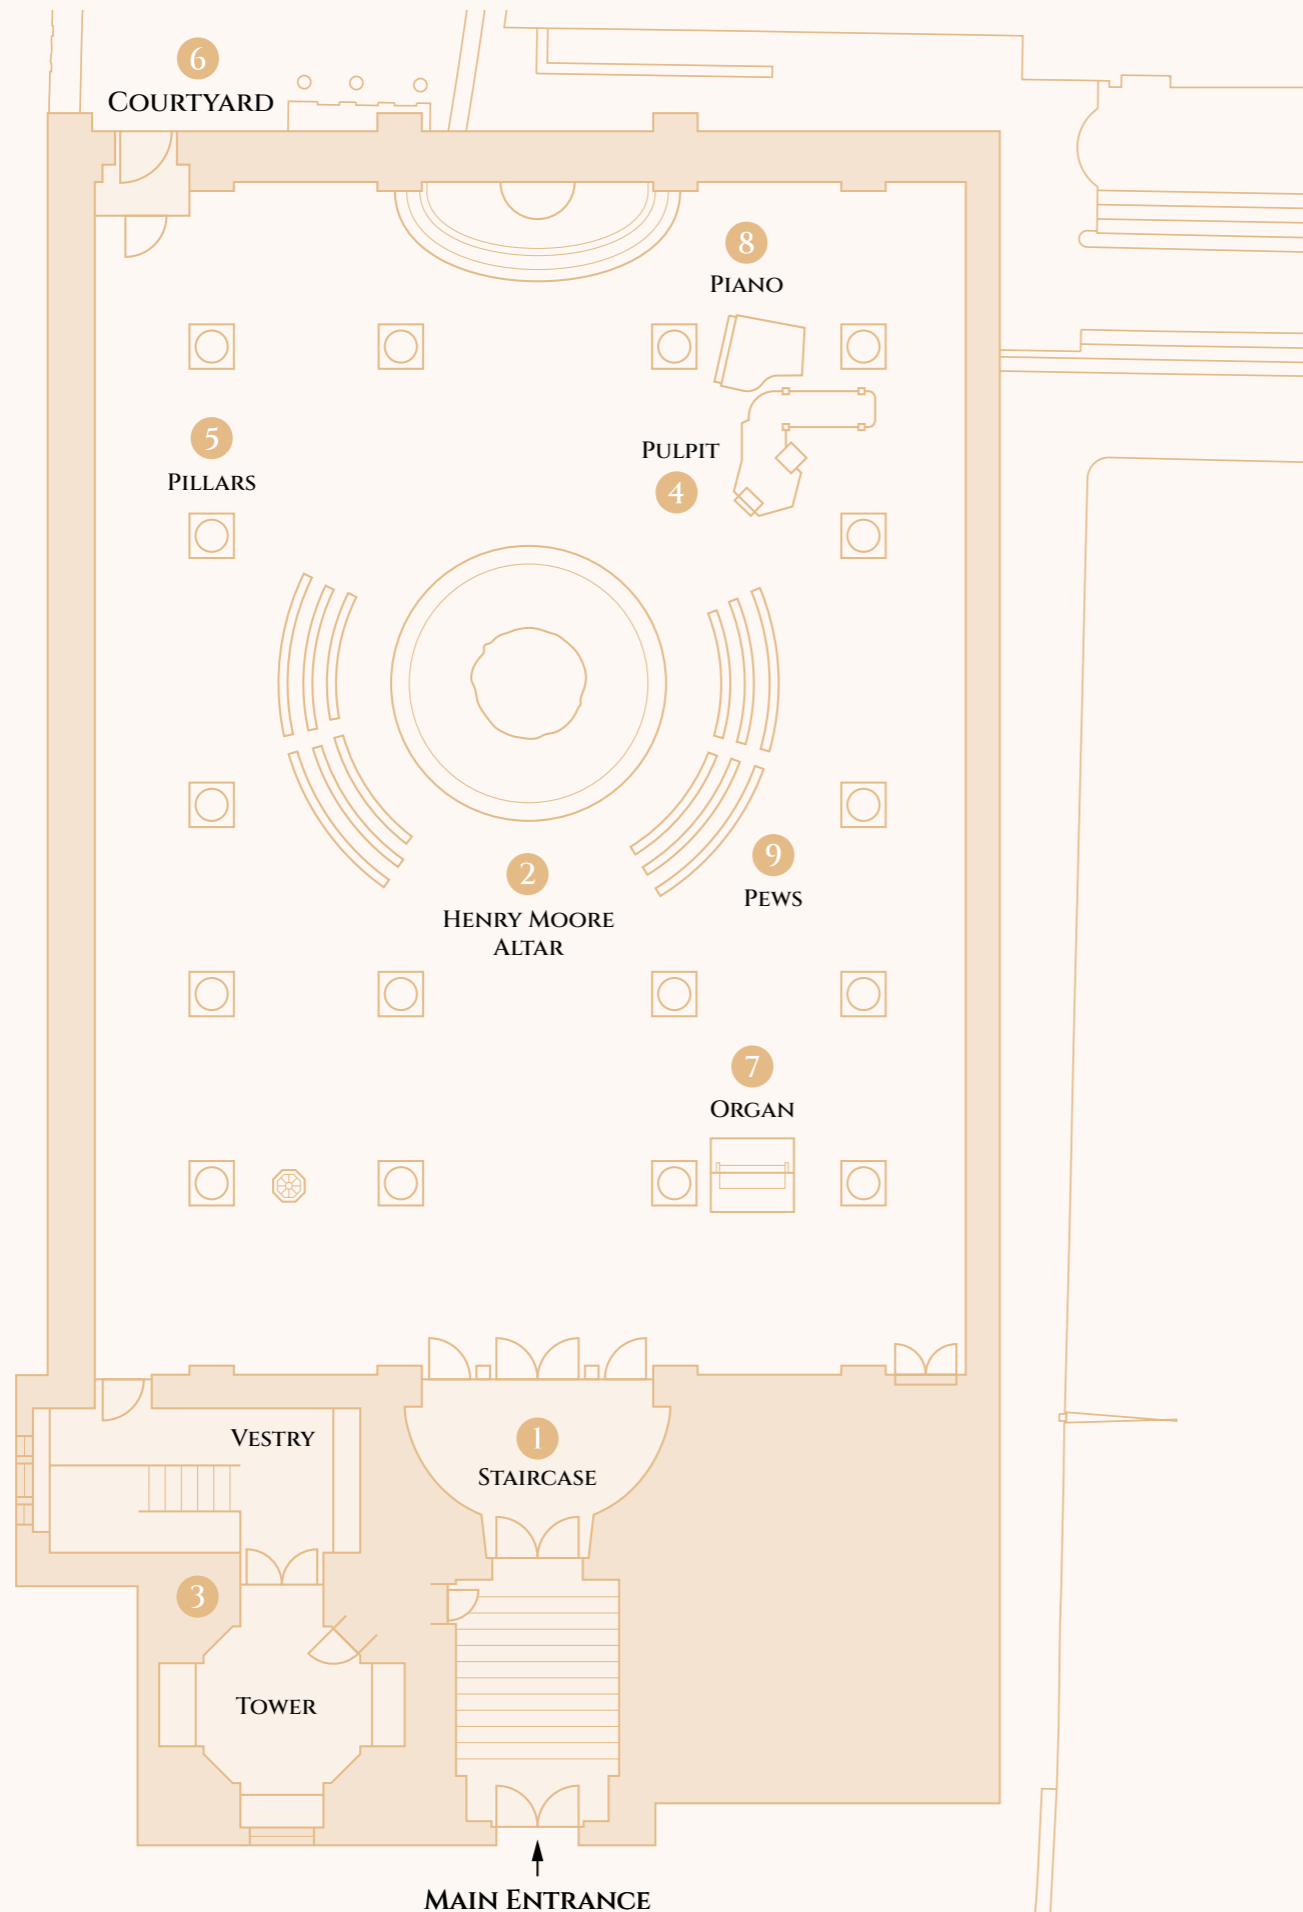 6
Courtyard
8
Piano
5
Pillars
Pulpit
4
9
Pews
2
Henry Moore
Altar
7
Organ
Vestry
1
Staircase
3
Tower
Main Entrance